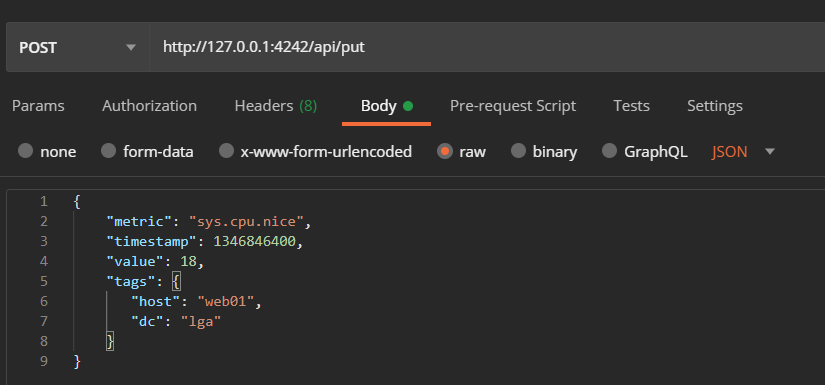 POST http://127.0.0.1:4242/api/put
Params Authorization Headers (8) Body Pre-request Script Tests Settings
none form-data x-www-form-urlencoded raw binary GraphQL JSON
1 {
2 "metric": "sys.cpu.nice",
3 "timestamp": 1346846400,
4 "value": 18,
5 "tags": {
6 "host": "web01",
7 "dc": "lga"
8 }
9 }